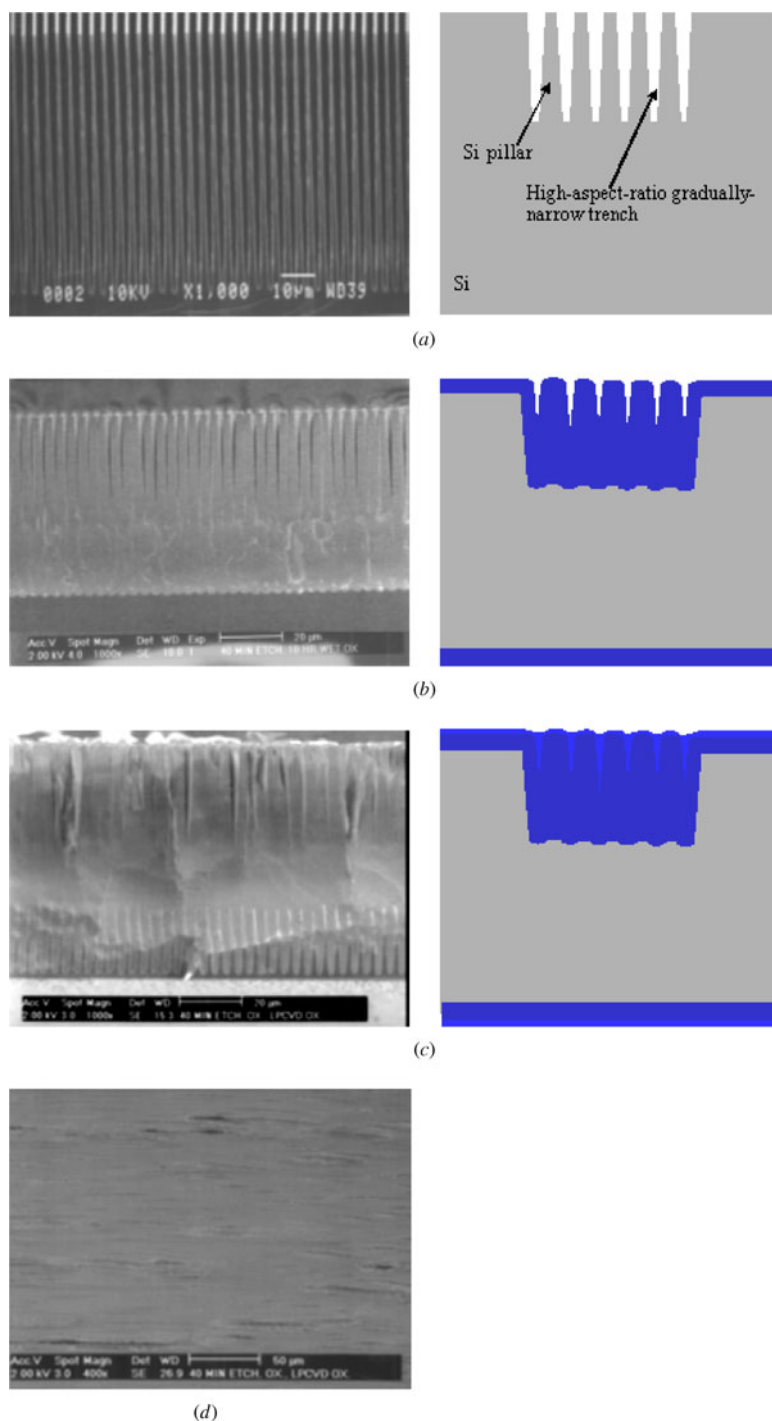 Si pillar
High-aspect-ratio gradually-
narrow trench
Si
0002 10KV X1,000 10µm WD39
(a)
Acc.V Spot Magn Det WD Exp 20 µm
2.00 kV 4.0 1000x SE 10.0 1 40 MIN ETCH, 10 HR WET OX
(b)
Acc.V Spot Magn Det WD 20 µm
2.00 kV 3.0 1000x SE 15.3 40 MIN ETCH, OX, LPCVD OX
(c)
Acc.V Spot Magn Det WD 50 µm
2.00 kV 3.0 400x SE 26.9 40 MIN ETCH, OX., LPCVD OX
(d)